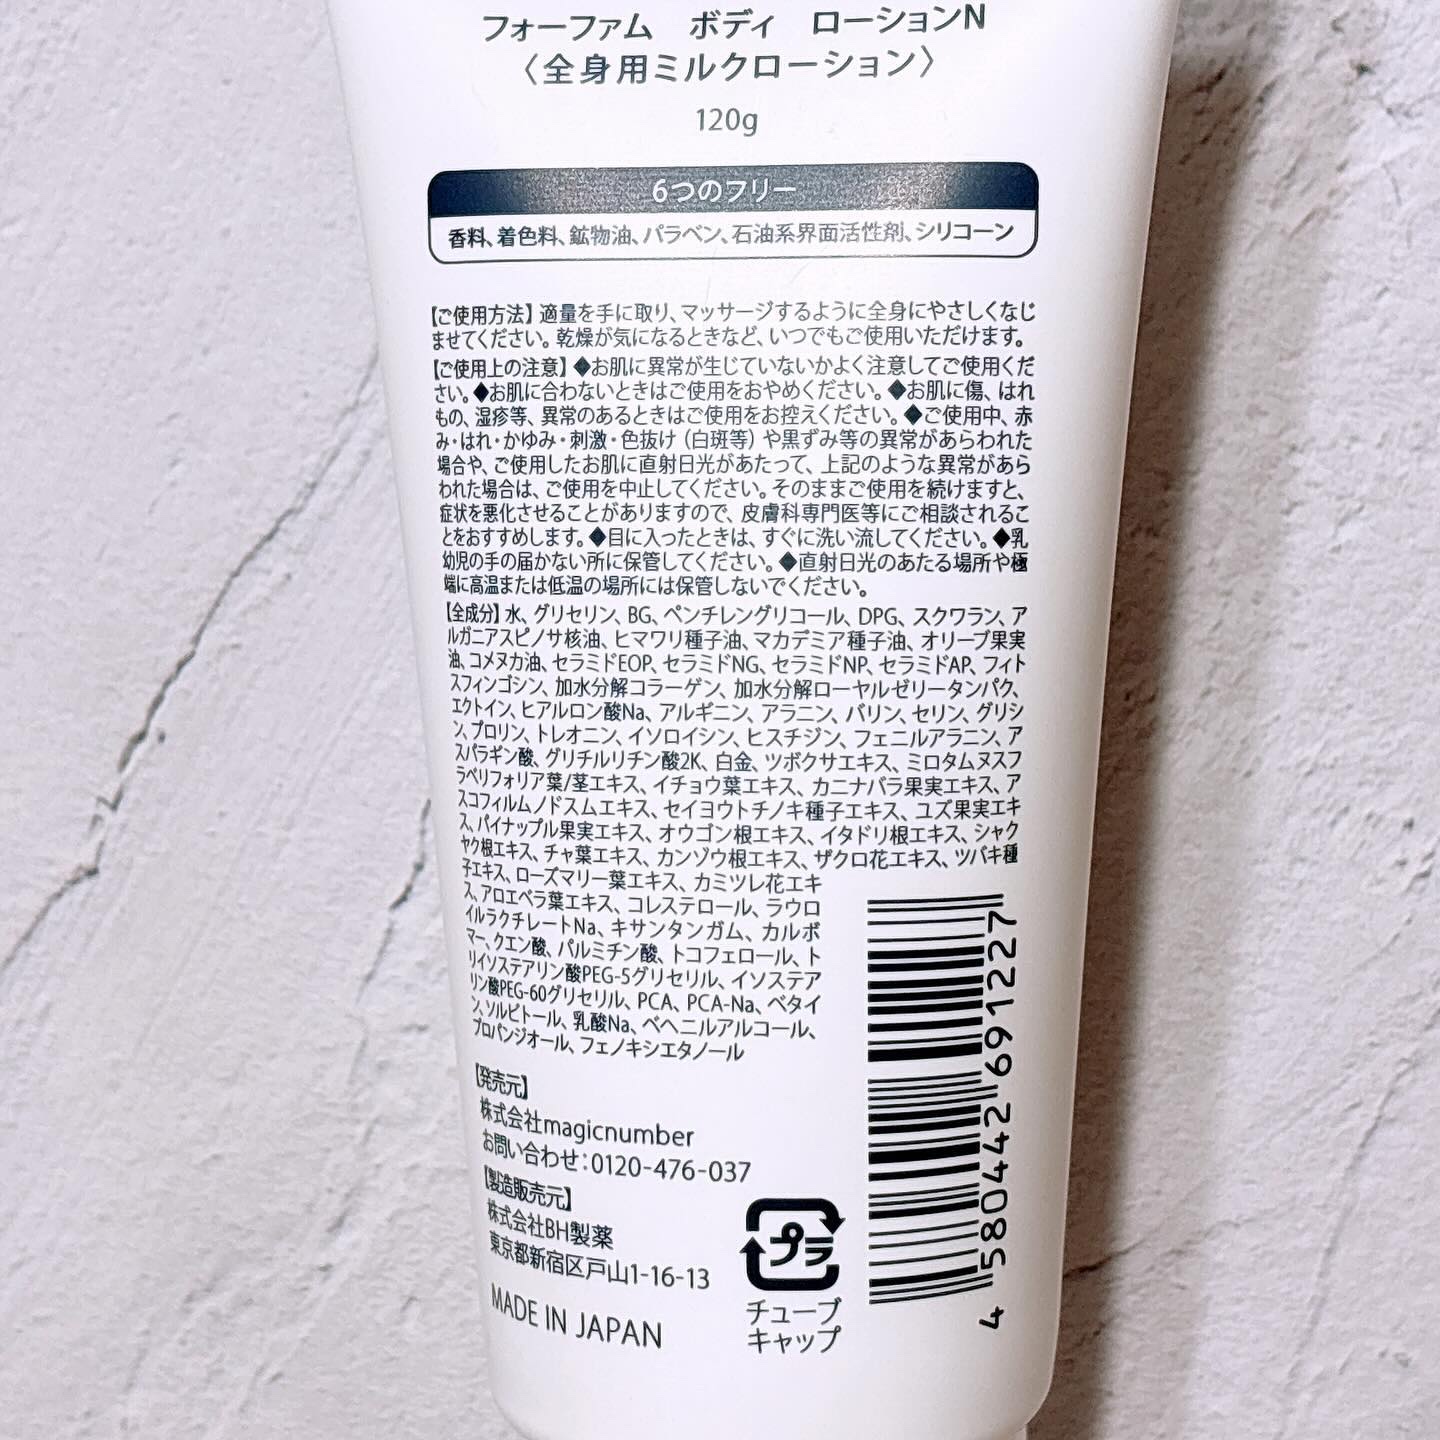 フォーファム　ボディ　ローションN
〈全身用ミルクローション〉
120g
6つのフリー
香料、着色料、鉱物油、パラベン、石油系界面活性剤、シリコーン
【ご使用方法】適量を手に取り、マッサージするように全身にやさしくなじ
ませてください。乾燥が気になるときなど、いつでもご使用いただけます。
【ご使用上の注意】◆お肌に異常が生じていないかよく注意してご使用くだ
さい。◆お肌に合わないときはご使用をおやめください。◆お肌に傷、はれ
もの、湿疹等、異常のあるときはご使用をお控えください。◆ご使用中、赤
み・はれ・かゆみ・刺激・色抜け（白斑等）や黒ずみ等の異常があらわれた
場合や、ご使用したお肌に直射日光があたって、上記のような異常があら
われた場合は、ご使用を中止してください。そのままご使用を続けますと、
症状を悪化させることがありますので、皮膚科専門医等にご相談されるこ
とをおすすめします。◆目に入ったときは、すぐに洗い流してください。◆乳
幼児の手の届かない所に保管してください。◆直射日光のあたる場所や極
端に高温または低温の場所には保管しないでください。
【全成分】水、グリセリン、BG、ペンチレングリコール、DPG、スクワラン、ア
ルガニアスピノサ核油、ヒマワリ種子油、マカデミア種子油、オリーブ果実
油、コメヌカ油、セラミドEOP、セラミドNG、セラミドNP、セラミドAP、フィト
スフィンゴシン、加水分解コラーゲン、加水分解ローヤルゼリータンパク、
エクトイン、ヒアルロン酸Na、アルギニン、アラニン、バリン、セリン、グリシ
ン、プロリン、トレオニン、イソロイシン、ヒスチジン、フェニルアラニン、ア
スパラギン酸、グリチルリチン酸2K、白金、ツボクサエキス、ミロタムヌスフ
ラベリフォリア葉/茎エキス、イチョウ葉エキス、カニナバラ果実エキス、ア
スコフィルムノドスムエキス、セイヨウトチノキ種子エキス、ユズ果実エキ
ス、パイナップル果実エキス、オウゴン根エキス、イタドリ根エキス、シャク
ヤク根エキス、チャ葉エキス、カンゾウ根エキス、ザクロ花エキス、ツバキ種
子エキス、ローズマリー葉エキス、カミツレ花エキ
ス、アロエベラ葉エキス、コレステロール、ラウロ
イルラクチレートNa、キサンタンガム、カルボ
マー、クエン酸、パルミチン酸、トコフェロール、ト
リイソステアリン酸PEG-5グリセリル、イソステア
リン酸PEG-60グリセリル、PCA、PCA-Na、ベタイ
ン、ソルビトール、乳酸Na、ベヘニルアルコール、
プロパンジオール、フェノキシエタノール
【発売元】
株式会社magicnumber
お問い合わせ：0120-476-037
【製造販売元】
株式会社BH製薬
東京都新宿区戸山1-16-13
MADE IN JAPAN
プラ
チューブ
キャップ
4 580442 691227